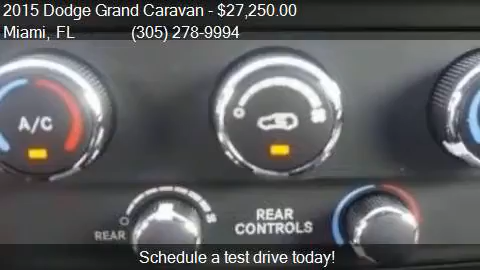 2015 Dodge Grand Caravan - $27,250.00
Miami, FL (305) 278-9994
A/C
REAR
REAR
CONTROLS
Schedule a test drive today!